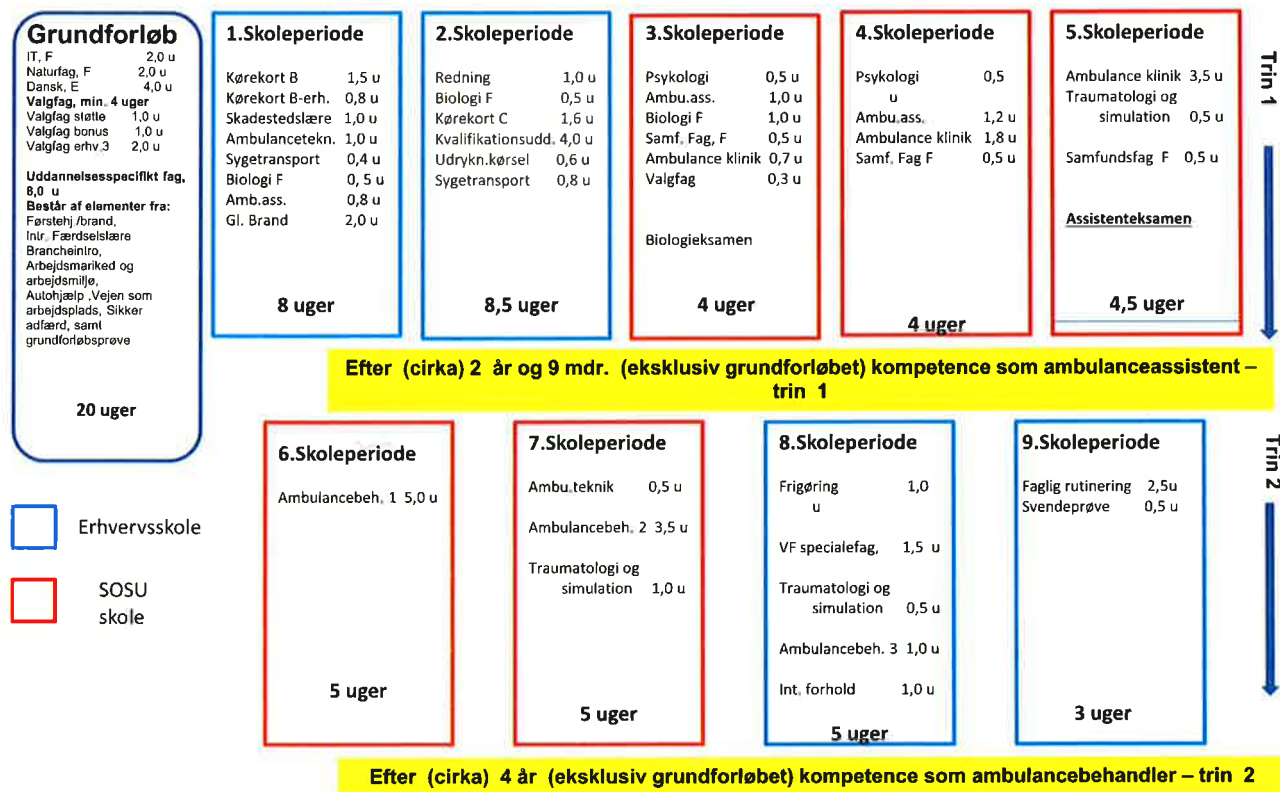 Grundforløb
IT, F 2,0 u
Naturfag, F 2,0 u
Dansk, E 4,0 u
Valgfag, min. 4 uger
Valgfag støtte 1,0 u
Valgfag bonus 1,0 u
Valgfag erhv.3 2,0 u
Uddannelsesspecifikt fag,
8,0 u
Består af elementer fra:
Førstehj /brand,
Intr. Færdselslære
Brancheintro,
Arbejdsmarked og
arbejdsmiljø,
Autohjælp .Vejen som
arbejdsplads, Sikker
adfærd, samt
grundforløbsprøve
20 uger
1.Skoleperiode
Kørekort B 1,5 u
Kørekort B-erh. 0,8 u
Skadestedslære 1,0 u
Ambulancetekn. 1,0 u
Sygetransport 0,4 u
Biologi F 0, 5 u
Amb.ass. 0,8 u
Gl. Brand 2,0 u
8 uger
2.Skoleperiode
Redning 1,0 u
Biologi F 0,5 u
Kørekort C 1,6 u
Kvalifikationsudd. 4,0 u
Udrykn.kørsel 0,6 u
Sygetransport 0,8 u
8,5 uger
3.Skoleperiode
Psykologi 0,5 u
Ambu.ass. 1,0 u
Biologi F 1,0 u
Samf. Fag, F 0,5 u
Ambulance klinik 0,7 u
Valgfag 0,3 u
Biologieksamen
4 uger
4.Skoleperiode
Psykologi 0,5
u
Ambu.ass. 1,2 u
Ambulance klinik 1,8 u
Samf. Fag F 0,5 u
4 uger
5.Skoleperiode
Ambulance klinik 3,5 u
Traumatologi og
simulation 0,5 u
Samfundsfag F 0,5 u
Assistenteksamen
4,5 uger
Trin 1
Efter (cirka) 2 år og 9 mdr. (eksklusiv grundforløbet) kompetence som ambulanceassistent –
trin 1
6.Skoleperiode
Ambulancebeh. 1 5,0 u
5 uger
7.Skoleperiode
Ambu.teknik 0,5 u
Ambulancebeh. 2 3,5 u
Traumatologi og
simulation 1,0 u
5 uger
8.Skoleperiode
Frigøring 1,0
u
VF specialefag, 1,5 u
Traumatologi og
simulation 0,5 u
Ambulancebeh. 3 1,0 u
Int. forhold 1,0 u
5 uger
9.Skoleperiode
Faglig rutinering 2,5u
Svendeprøve 0,5 u
3 uger
Trin 2
Erhvervsskole
SOSU
skole
Efter (cirka) 4 år (eksklusiv grundforløbet) kompetence som ambulancebehandler – trin 2